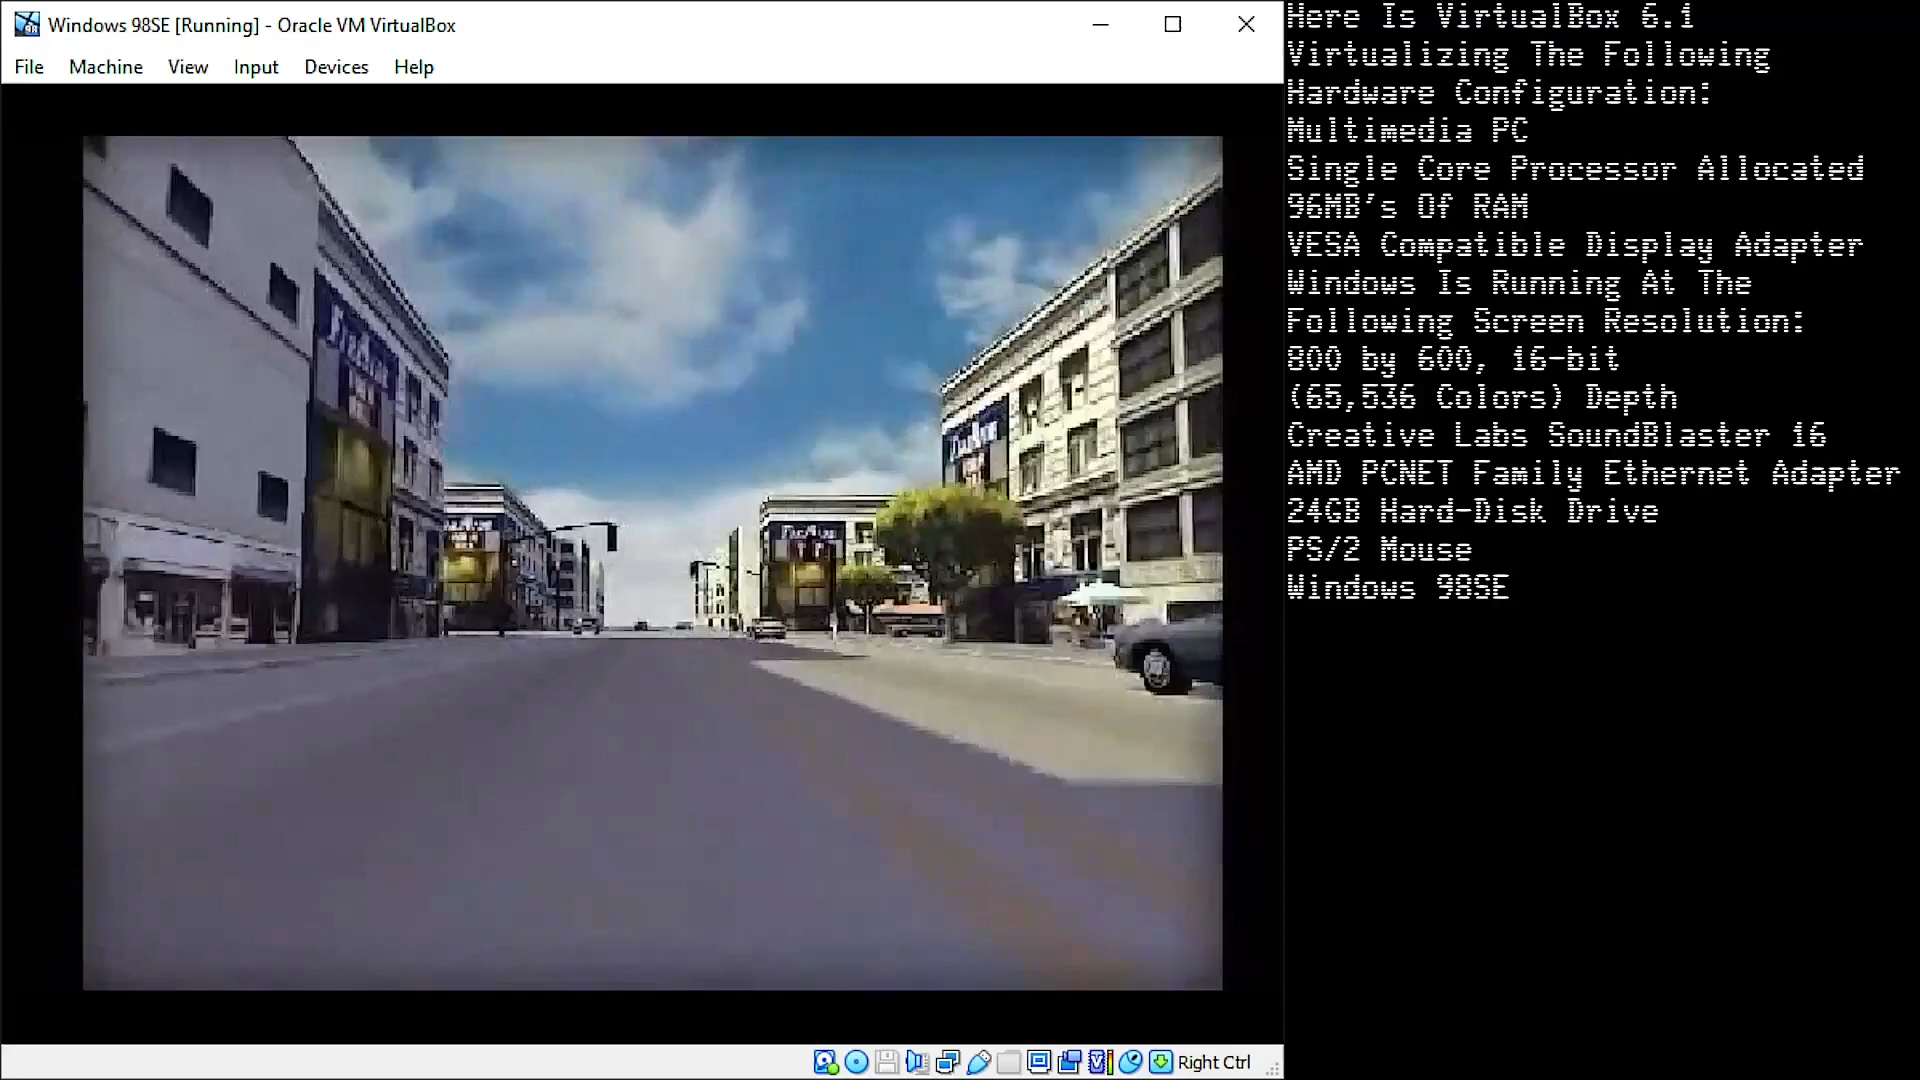 Windows 98SE [Running] - Oracle VM VirtualBox
File Machine View Input Devices Help
Right Ctrl
Here Is VirtualBox 6.1
Virtualizing The Following
Hardware Configuration:
Multimedia PC
Single Core Processor Allocated
96MB's Of RAM
VESA Compatible Display Adapter
Windows Is Running At The
Following Screen Resolution:
800 by 600, 16-bit
(65,536 Colors) Depth
Creative Labs SoundBlaster 16
AMD PCNET Family Ethernet Adapter
24GB Hard-Disk Drive
PS/2 Mouse
Windows 98SE